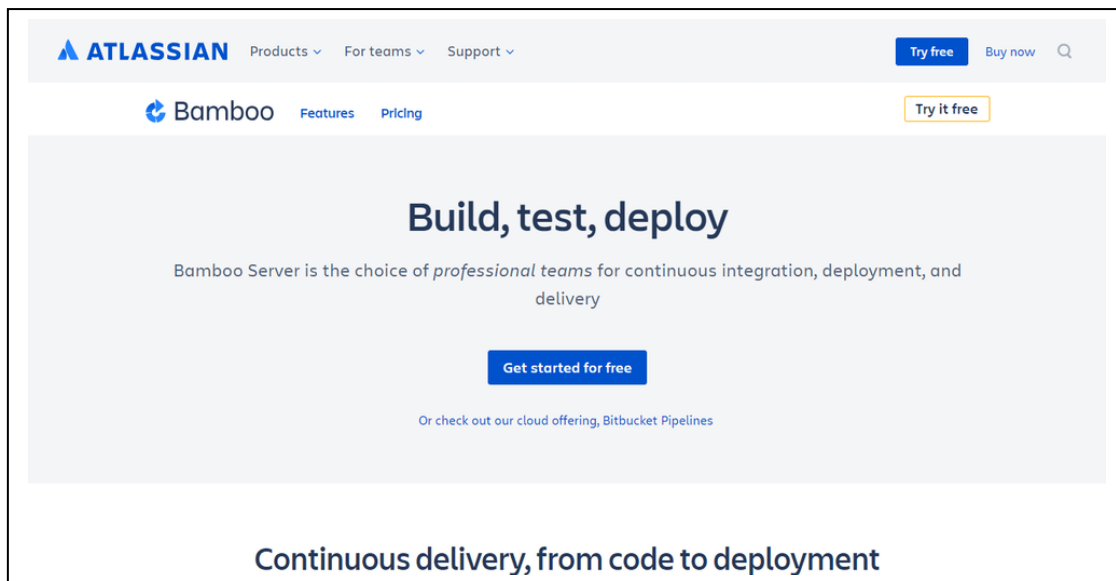 ATLASSIAN Products For teams Support Try free Buy now
Bamboo Features Pricing Try it free
Build, test, deploy
Bamboo Server is the choice of professional teams for continuous integration, deployment, and
delivery
Get started for free
Or check out our cloud offering, Bitbucket Pipelines
Continuous delivery, from code to deployment